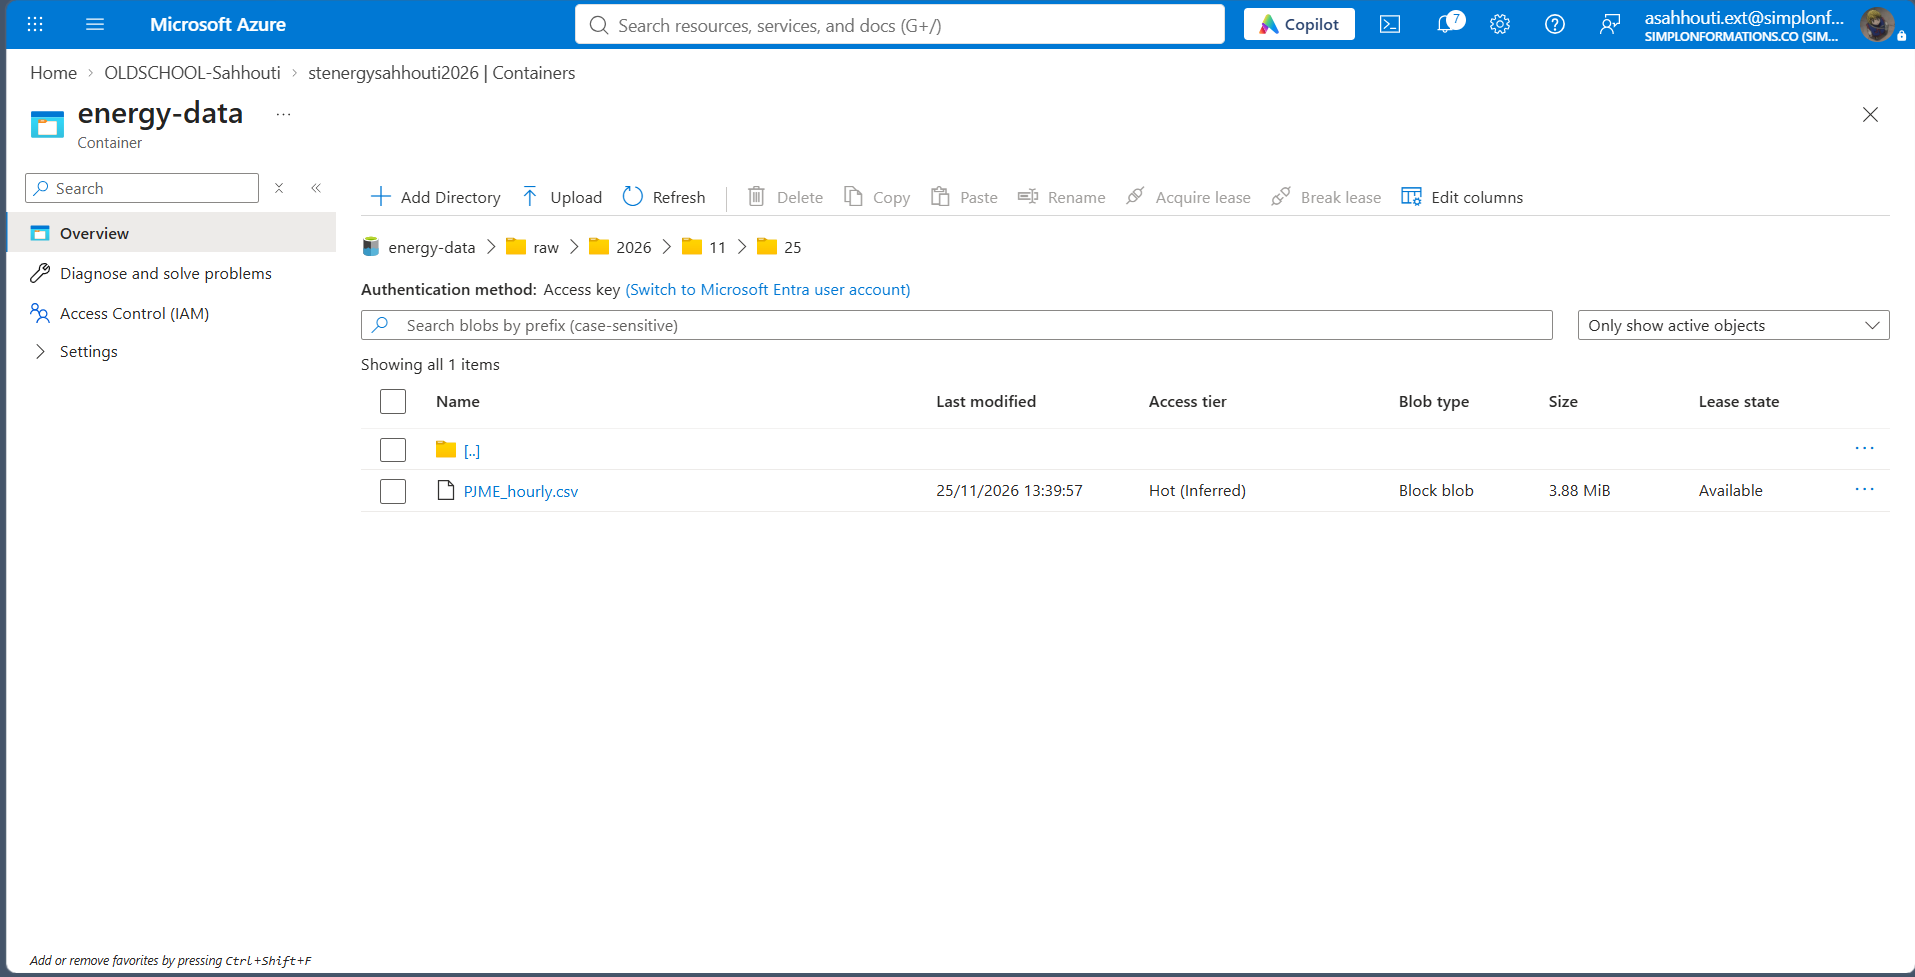 Microsoft Azure
Search resources, services, and docs (G+/)
Copilot
7
asahhouti.ext@simplonf...
SIMPLONFORMATIONS.CO (SIM...
Home > OLDSCHOOL-Sahhouti > stenergysahhouti2026 | Containers
energy-data ...
Container
Search
Overview
Diagnose and solve problems
Access Control (IAM)
Settings
Add Directory Upload Refresh Delete Copy Paste Rename Acquire lease Break lease Edit columns
energy-data > raw > 2026 > 11 > 25
Authentication method: Access key (Switch to Microsoft Entra user account)
Search blobs by prefix (case-sensitive)
Only show active objects
Showing all 1 items
Name Last modified Access tier Blob type Size Lease state
[..] ...
PJME_hourly.csv 25/11/2026 13:39:57 Hot (Inferred) Block blob 3.88 MiB Available ...
Add or remove favorites by pressing Ctrl+Shift+F